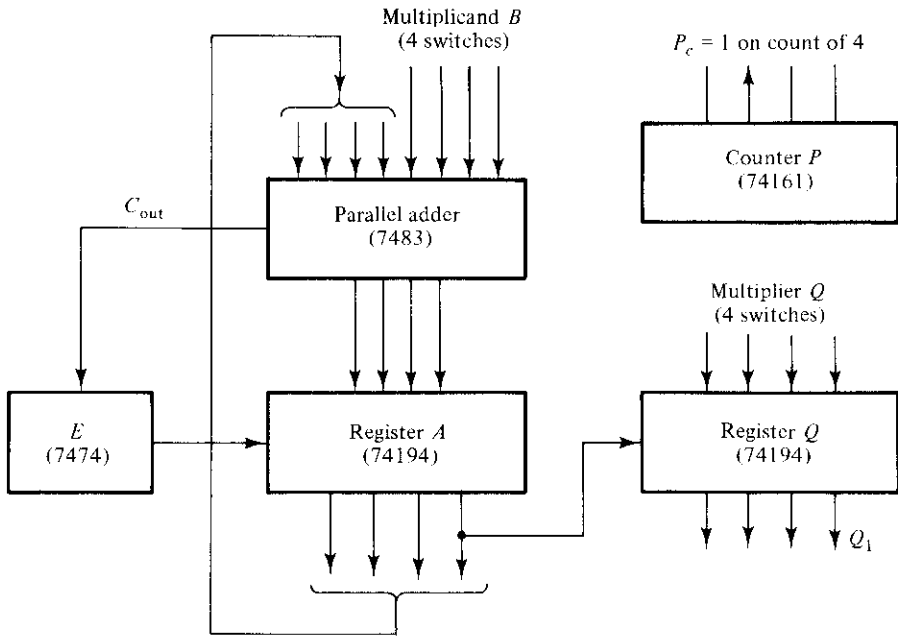 Multiplicand B
(4 switches)
P_c = 1 on count of 4
Counter P
(74161)
C_out
Parallel adder
(7483)
Multiplier Q
(4 switches)
E
(7474)
Register A
(74194)
Register Q
(74194)
Q_1